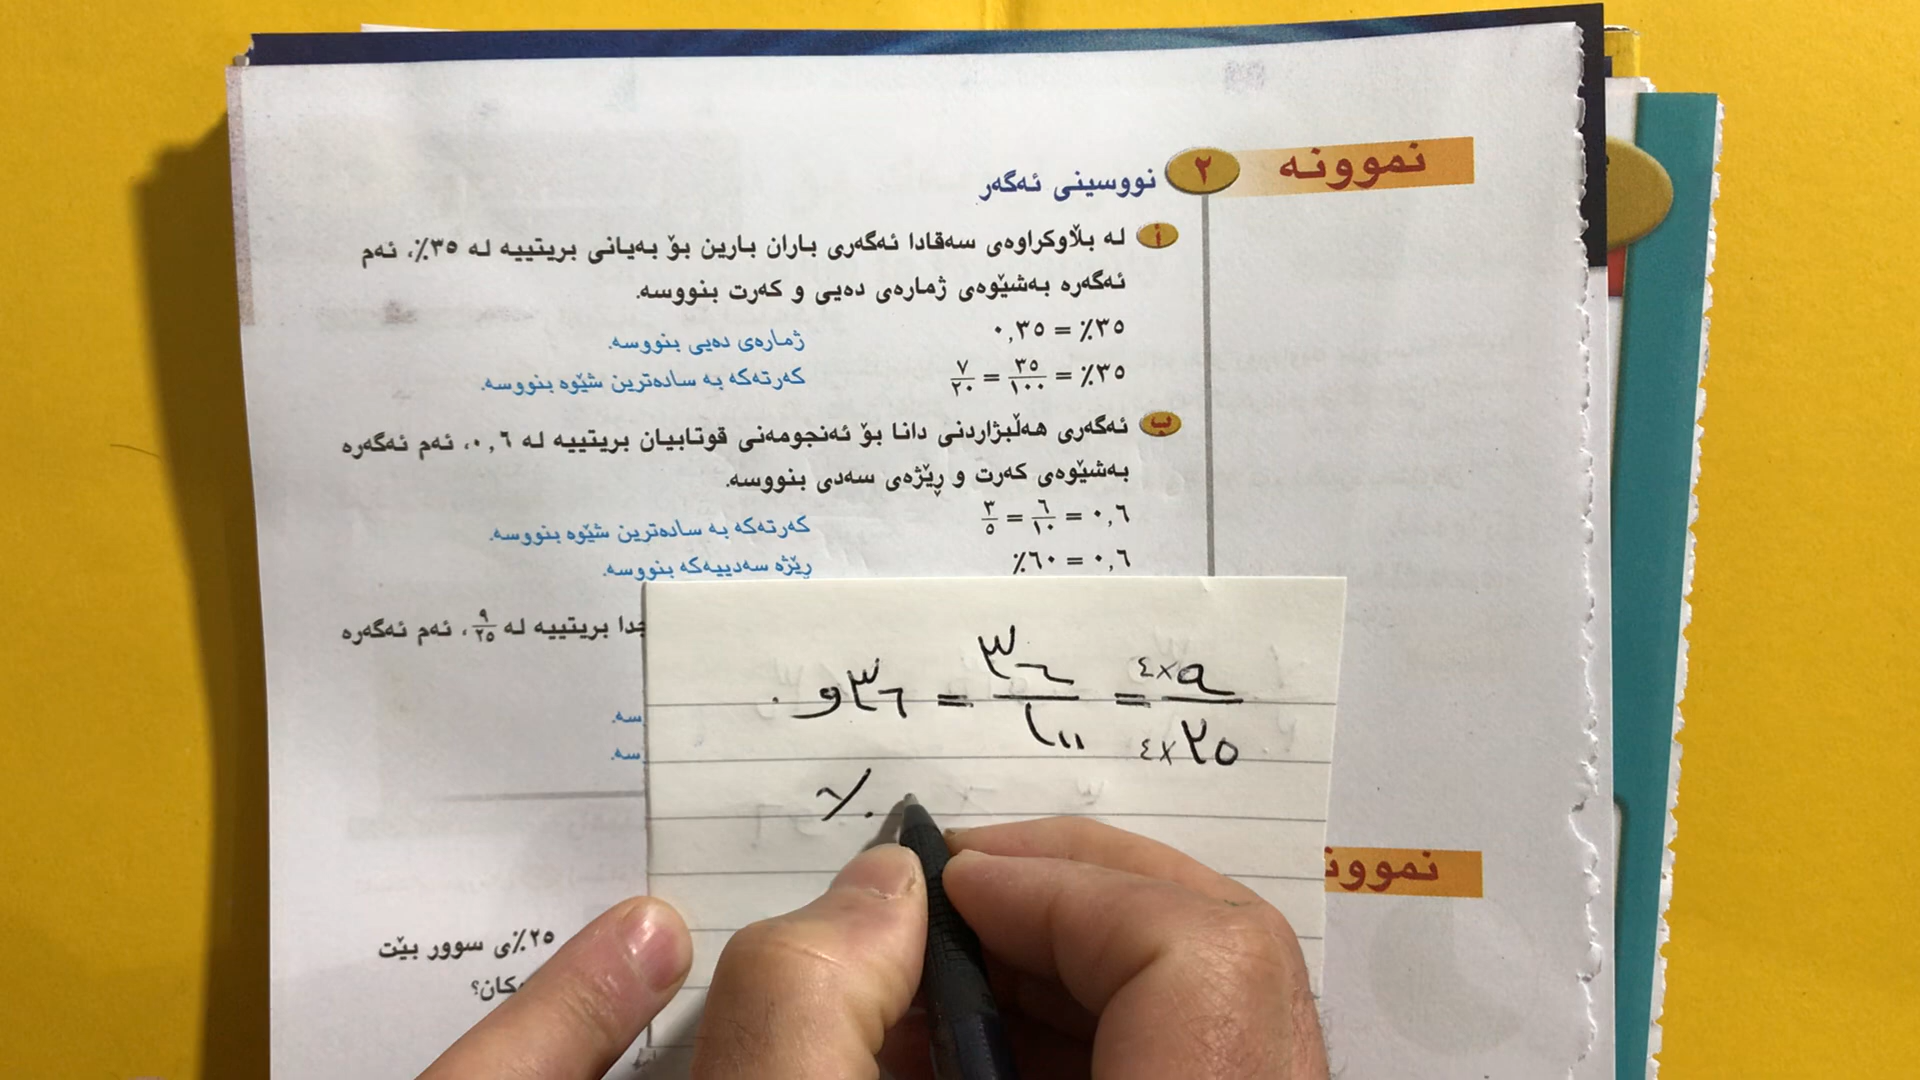 نموونە ٢ نووسینی ئەگەر
أ لە بڵاوکراوەی سەقادا ئەگەری باران بارین بۆ بەیانی بریتییە لە ٣٥٪، ئەم
ئەگەرە بەشێوەی ژمارەی دەیی و کەرت بنووسە.
٣٥٪ = ٠,٣٥ ژمارەی دەیی بنووسە.
٣٥٪ = ٣٥/١٠٠ = ٧/٢٠ کەرتەکە بە سادەترین شێوە بنووسە.
ب ئەگەری هەڵبژاردنی دانا بۆ ئەنجومەنی قوتابیان بریتییە لە ٠,٦، ئەم ئەگەرە
بەشێوەی کەرت و ڕێژەی سەدی بنووسە.
٠,٦ = ٦/١٠ = ٣/٥ کەرتەکە بە سادەترین شێوە بنووسە.
٠,٦ = ٦٠٪ ڕێژە سەدییەکە بنووسە.
بریتییە لە ٩/٢٥، ئەم ئەگەرە
٩×٤/٢٥×٤ = ٣٦/١٠٠ = ٠و٣٦
٪
٢٥٪ی سوور بێت